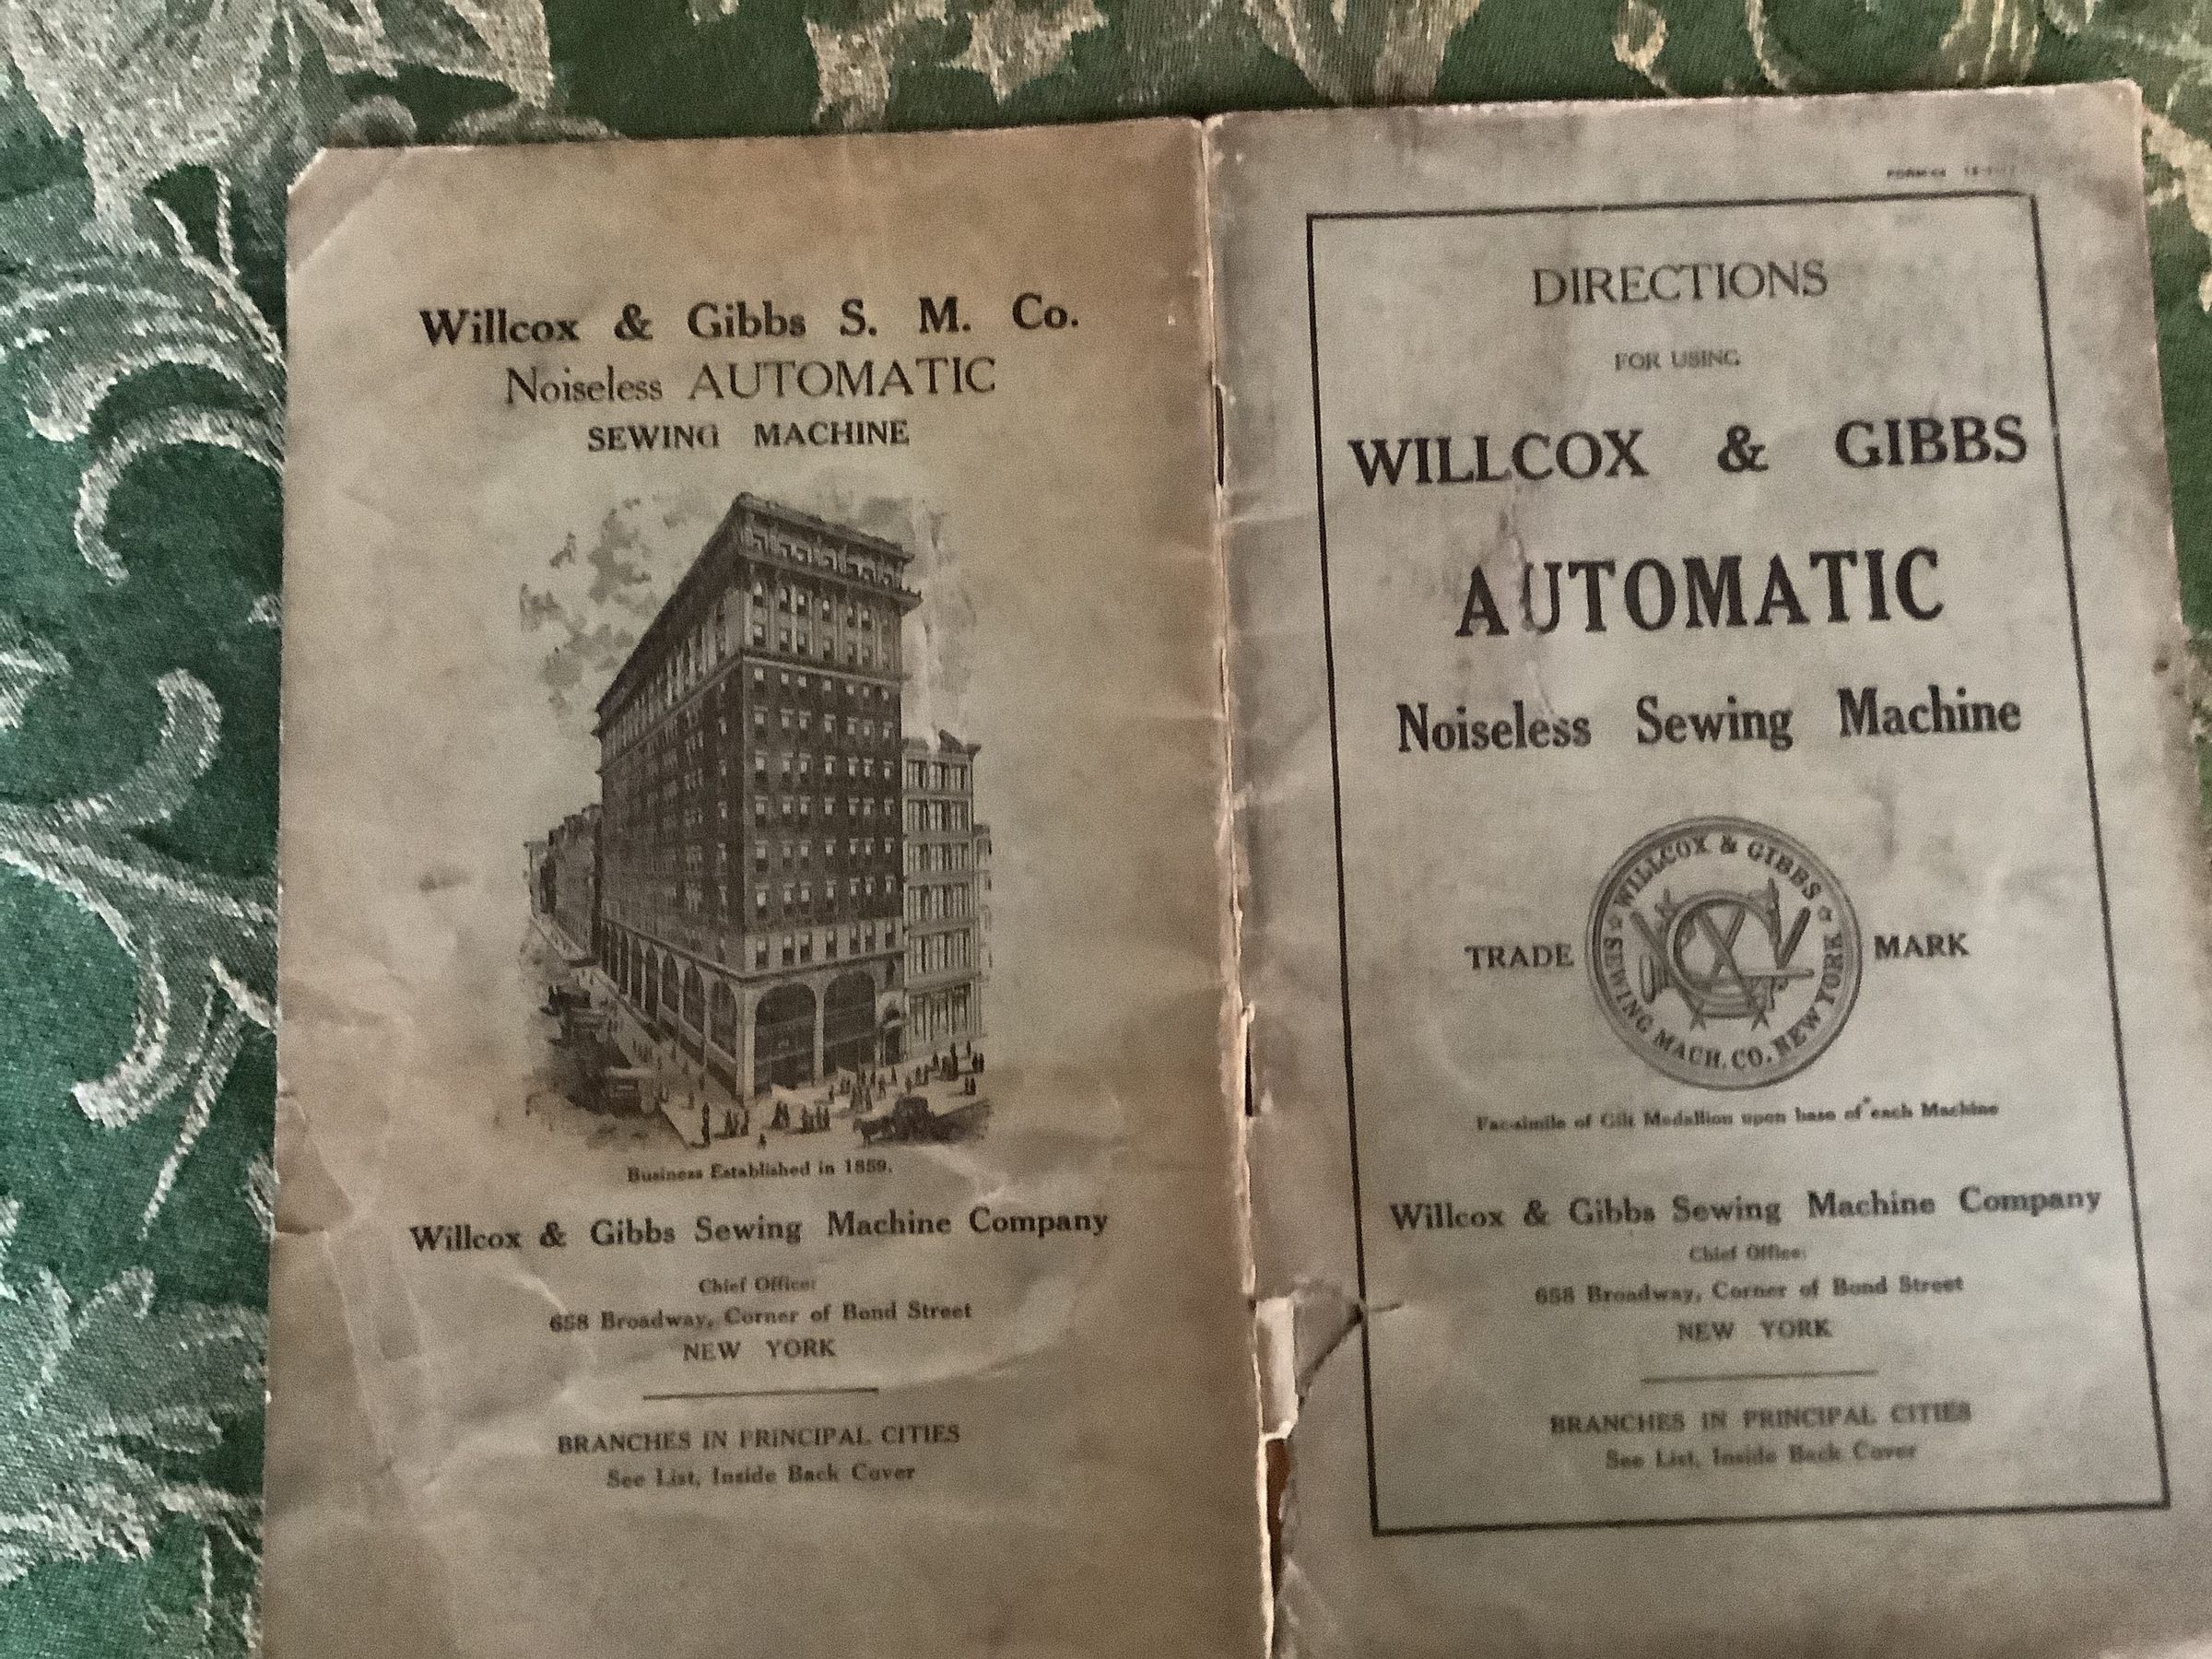 Willcox & Gibbs S. M. Co.
Noiseless AUTOMATIC
SEWING MACHINE
Business Established in 1859.
Willcox & Gibbs Sewing Machine Company
Chief Office:
658 Broadway, Corner of Bond Street
NEW YORK
BRANCHES IN PRINCIPAL CITIES
See List, Inside Back Cover
FORM
DIRECTIONS
FOR USING
WILLCOX & GIBBS
AUTOMATIC
Noiseless Sewing Machine
TRADE MARK
WILLCOX & GIBBS
SEWING MACH. CO. NEW YORK
Fac-simile of Gilt Medallion upon base of each Machine
Willcox & Gibbs Sewing Machine Company
Chief Office:
658 Broadway, Corner of Bond Street
NEW YORK
BRANCHES IN PRINCIPAL CITIES
See List, Inside Back Cover